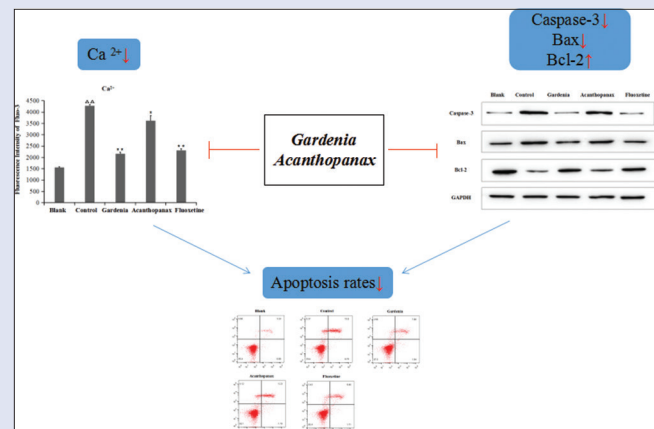 Ca 2+↓
Caspase-3↓
Bax↓
Bcl-2↑
Ca²⁺
Fluorescence Intensity of Fluo-3
4500
4000
3500
3000
2500
2000
1500
1000
500
0
Blank Control Gardenia Acanthopanax Fluoxetine
Gardenia
Acanthopanax
Blank Control Gardenia Acanthopanax Fluoxetine
Caspase-3
Bax
Bcl-2
GAPDH
Apoptosis rates↓
Blank Control Gardenia
Acanthopanax Fluoxetine